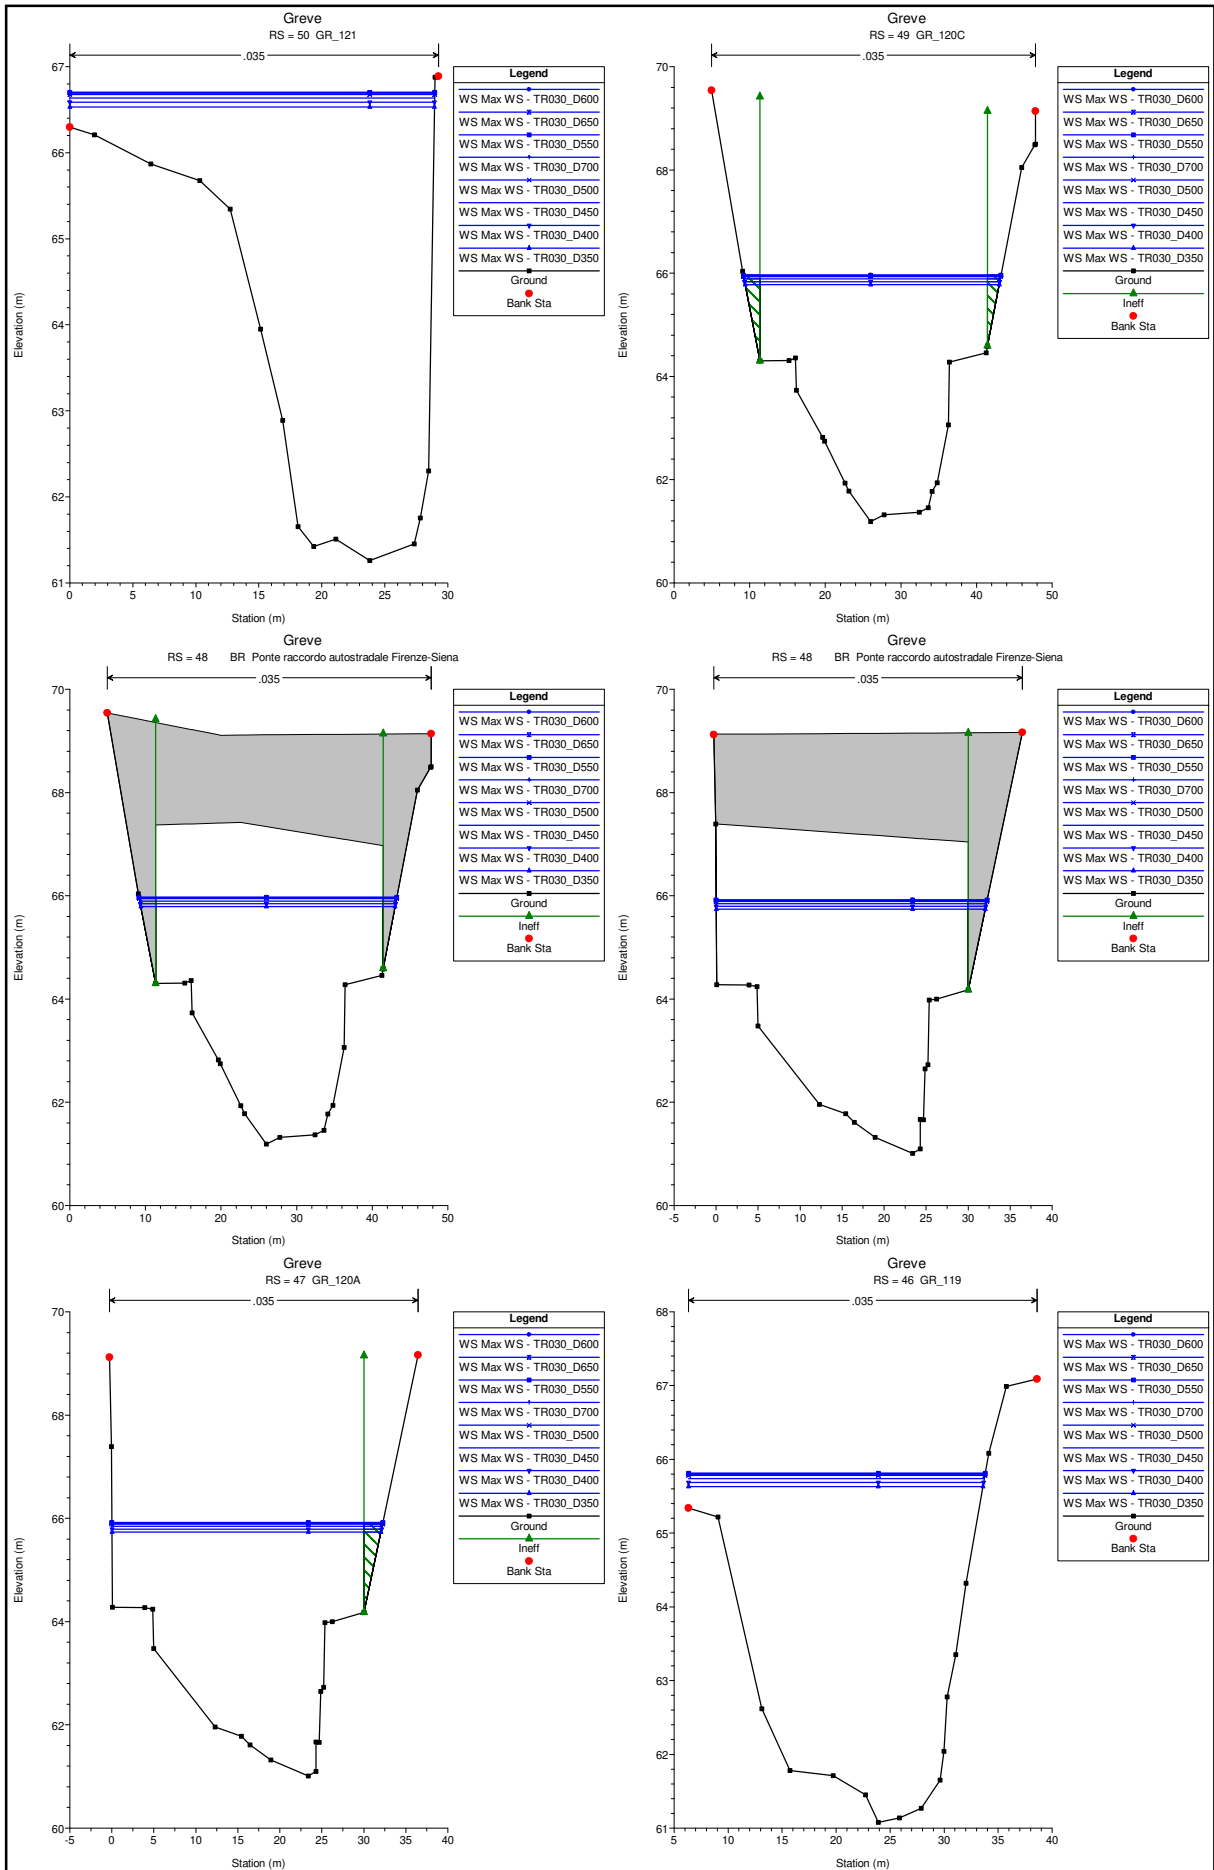 Greve
RS = 50 GR_121
.035
67
66
65
64
63
62
61
Elevation (m)
0 5 10 15 20 25 30
Station (m)
Legend
WS Max WS - TR030_D600
WS Max WS - TR030_D650
WS Max WS - TR030_D550
WS Max WS - TR030_D700
WS Max WS - TR030_D500
WS Max WS - TR030_D450
WS Max WS - TR030_D400
WS Max WS - TR030_D350
Ground
Bank Sta
Greve
RS = 49 GR_120C
.035
70
68
66
64
62
60
Elevation (m)
0 10 20 30 40 50
Station (m)
Legend
WS Max WS - TR030_D600
WS Max WS - TR030_D650
WS Max WS - TR030_D550
WS Max WS - TR030_D700
WS Max WS - TR030_D500
WS Max WS - TR030_D450
WS Max WS - TR030_D400
WS Max WS - TR030_D350
Ground
Ineff
Bank Sta
Greve
RS = 48 BR Ponte raccordo autostradale Firenze-Siena
.035
70
68
66
64
62
60
Elevation (m)
0 10 20 30 40 50
Station (m)
Legend
WS Max WS - TR030_D600
WS Max WS - TR030_D650
WS Max WS - TR030_D550
WS Max WS - TR030_D700
WS Max WS - TR030_D500
WS Max WS - TR030_D450
WS Max WS - TR030_D400
WS Max WS - TR030_D350
Ground
Ineff
Bank Sta
Greve
RS = 48 BR Ponte raccordo autostradale Firenze-Siena
.035
70
68
66
64
62
60
Elevation (m)
-5 0 5 10 15 20 25 30 35 40
Station (m)
Legend
WS Max WS - TR030_D600
WS Max WS - TR030_D650
WS Max WS - TR030_D550
WS Max WS - TR030_D700
WS Max WS - TR030_D500
WS Max WS - TR030_D450
WS Max WS - TR030_D400
WS Max WS - TR030_D350
Ground
Ineff
Bank Sta
Greve
RS = 47 GR_120A
.035
70
68
66
64
62
60
Elevation (m)
-5 0 5 10 15 20 25 30 35 40
Station (m)
Legend
WS Max WS - TR030_D600
WS Max WS - TR030_D650
WS Max WS - TR030_D550
WS Max WS - TR030_D700
WS Max WS - TR030_D500
WS Max WS - TR030_D450
WS Max WS - TR030_D400
WS Max WS - TR030_D350
Ground
Ineff
Bank Sta
Greve
RS = 46 GR_119
.035
68
67
66
65
64
63
62
61
Elevation (m)
5 10 15 20 25 30 35 40
Station (m)
Legend
WS Max WS - TR030_D600
WS Max WS - TR030_D650
WS Max WS - TR030_D550
WS Max WS - TR030_D700
WS Max WS - TR030_D500
WS Max WS - TR030_D450
WS Max WS - TR030_D400
WS Max WS - TR030_D350
Ground
Bank Sta